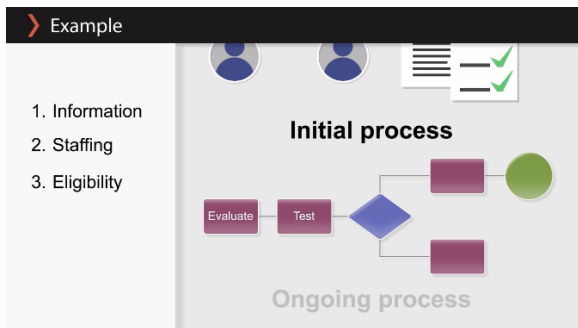 Example
1. Information
2. Staffing
3. Eligibility
Initial process
Evaluate
Test
Ongoing process